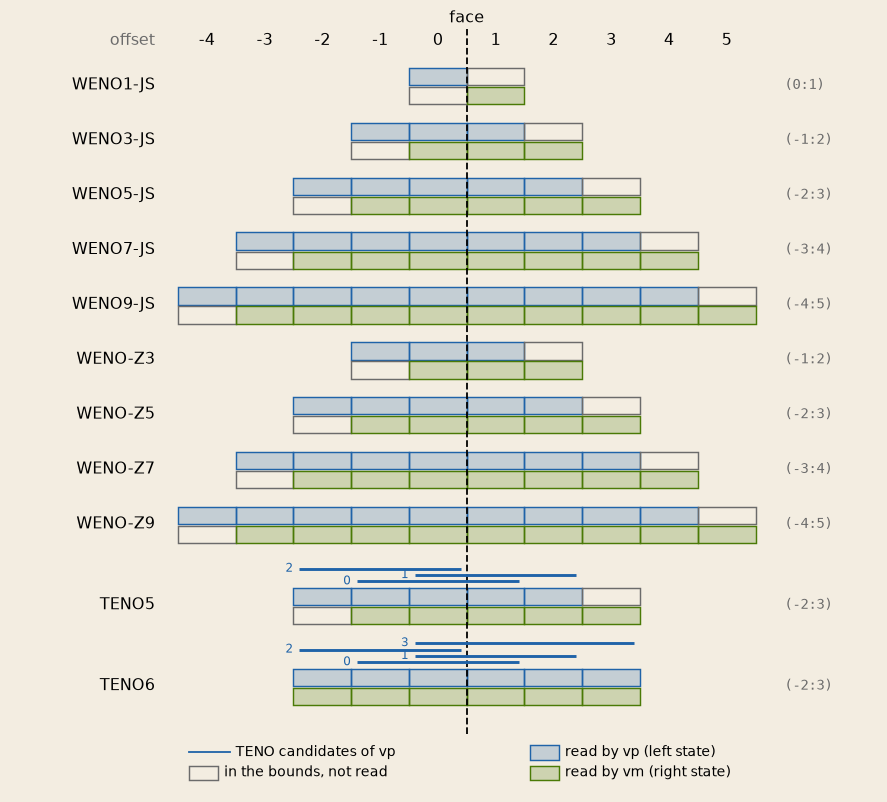 face
offset -4 -3 -2 -1 0 1 2 3 4 5
WENO1-JS (0:1)
WENO3-JS (-1:2)
WENO5-JS (-2:3)
WENO7-JS (-3:4)
WENO9-JS (-4:5)
WENO-Z3 (-1:2)
WENO-Z5 (-2:3)
WENO-Z7 (-3:4)
WENO-Z9 (-4:5)
2
1
0
TENO5 (-2:3)
3
2
1
0
TENO6 (-2:3)
TENO candidates of vp read by vp (left state)
in the bounds, not read read by vm (right state)